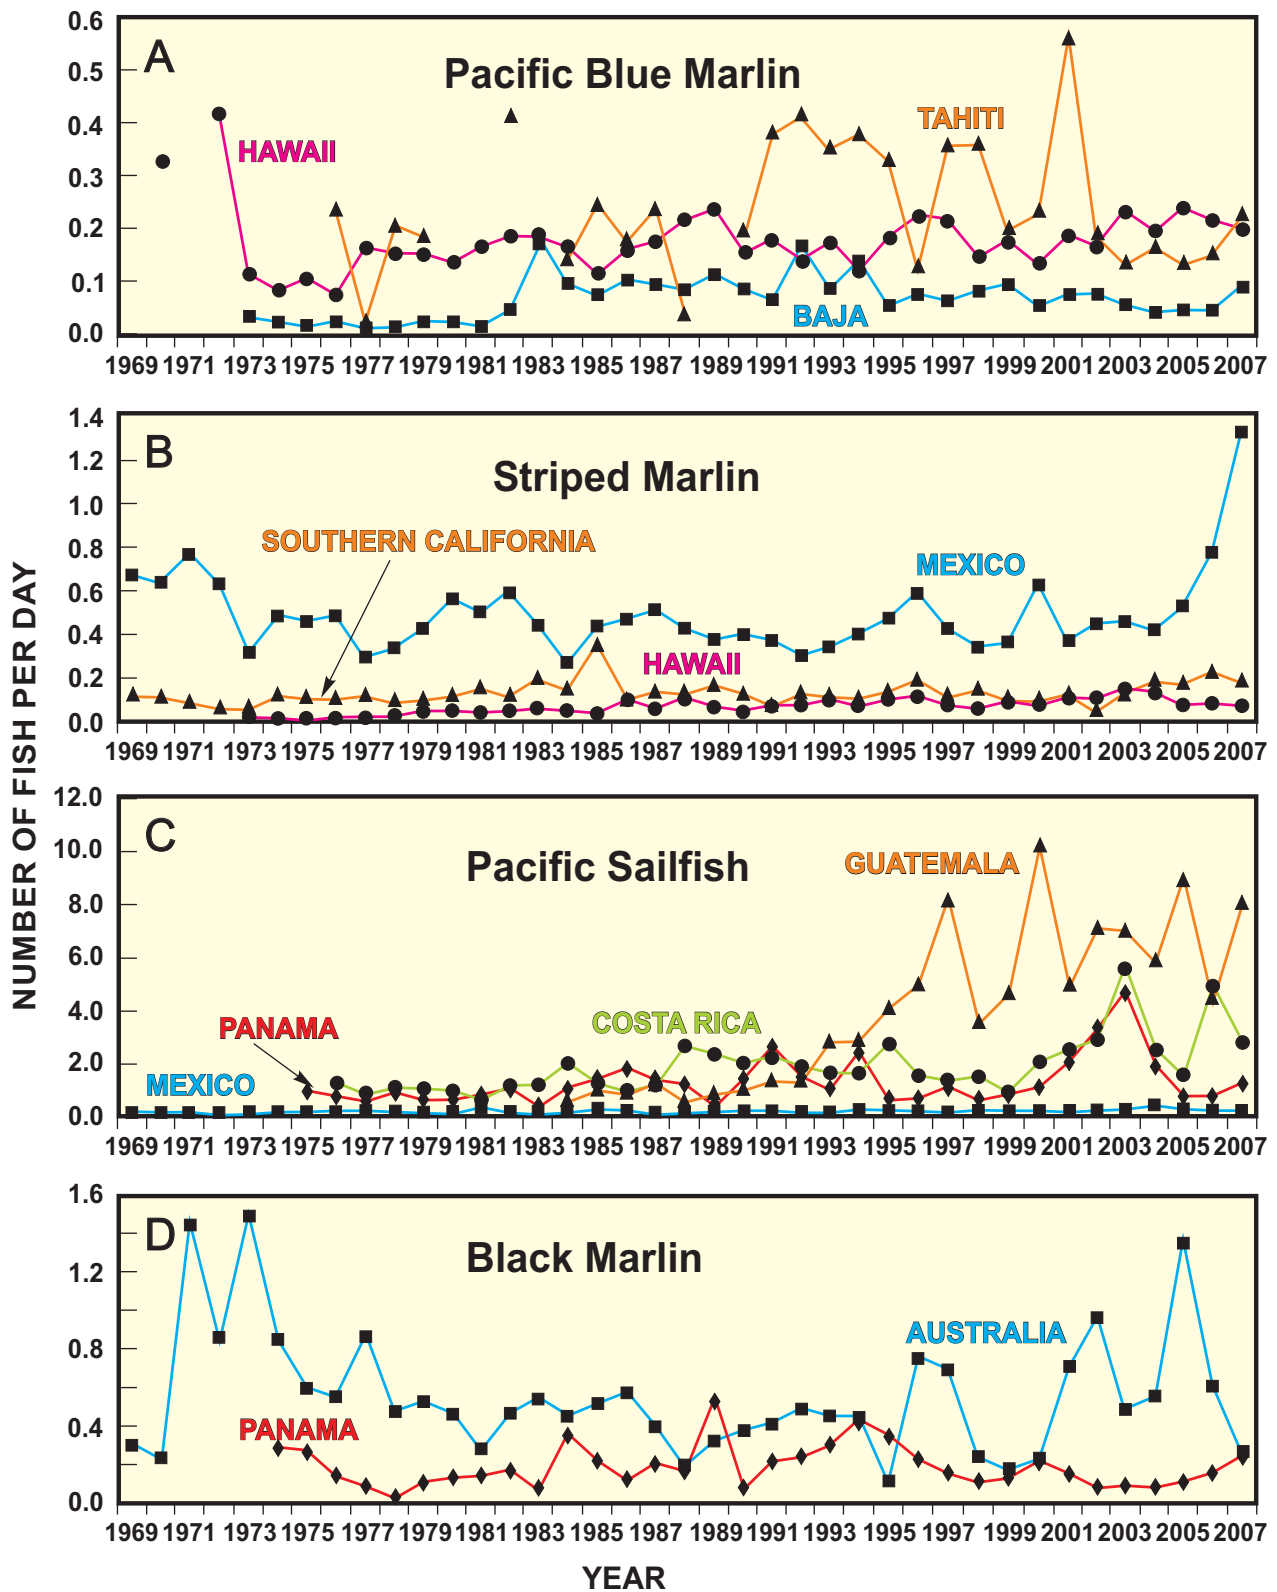 NUMBER OF FISH PER DAY
A
Pacific Blue Marlin
HAWAII
TAHITI
BAJA
0.6
0.5
0.4
0.3
0.2
0.1
0.0
1969 1971 1973 1975 1977 1979 1981 1983 1985 1987 1989 1991 1993 1995 1997 1999 2001 2003 2005 2007
B
Striped Marlin
SOUTHERN CALIFORNIA
MEXICO
HAWAII
1.4
1.2
1.0
0.8
0.6
0.4
0.2
0.0
1969 1971 1973 1975 1977 1979 1981 1983 1985 1987 1989 1991 1993 1995 1997 1999 2001 2003 2005 2007
C
Pacific Sailfish
GUATEMALA
PANAMA
COSTA RICA
MEXICO
12.0
10.0
8.0
6.0
4.0
2.0
0.0
1969 1971 1973 1975 1977 1979 1981 1983 1985 1987 1989 1991 1993 1995 1997 1999 2001 2003 2005 2007
D
Black Marlin
AUSTRALIA
PANAMA
1.6
1.2
0.8
0.4
0.0
1969 1971 1973 1975 1977 1979 1981 1983 1985 1987 1989 1991 1993 1995 1997 1999 2001 2003 2005 2007
YEAR